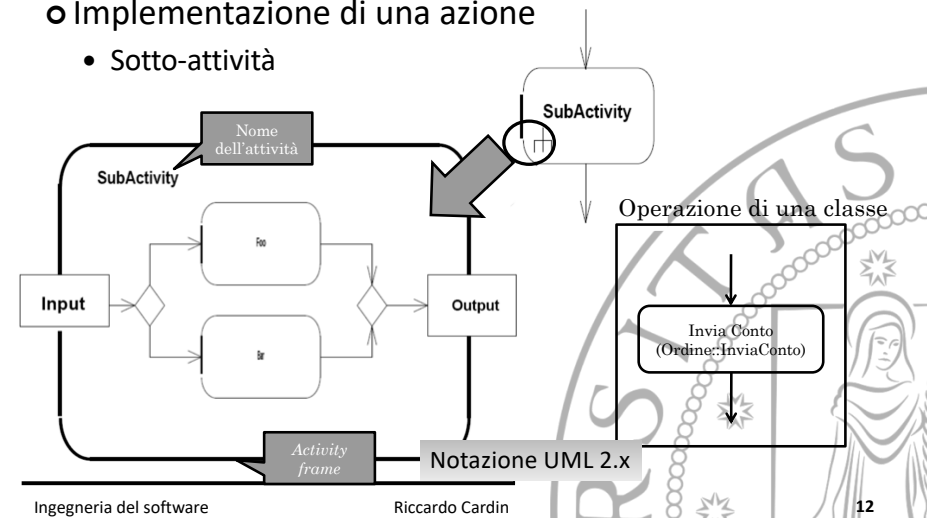 Implementazione di una azione
• Sotto-attività
SubActivity
Nome
dell'attività
SubActivity
Operazione di una classe
Foo
Input
Output
Invia Conto
(Ordine::InviaConto)
Bar
Activity
frame
Notazione UML 2.x
Ingegneria del software
Riccardo Cardin
12